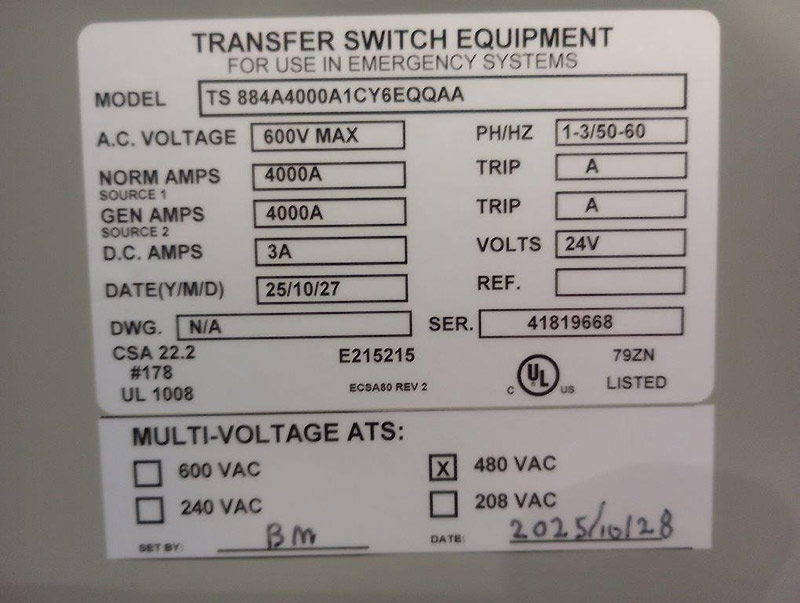 TRANSFER SWITCH EQUIPMENT
FOR USE IN EMERGENCY SYSTEMS
MODEL TS 884A4000A1CY6EQQAA
A.C. VOLTAGE 600V MAX PH/HZ 1-3/50-60
NORM AMPS 4000A TRIP A
SOURCE 1
GEN AMPS 4000A TRIP A
SOURCE 2
D.C. AMPS 3A VOLTS 24V
DATE(Y/M/D) 25/10/27 REF.
DWG. N/A SER. 41819668
CSA 22.2 E215215 79ZN
#178 C UL US LISTED
UL 1008 ECSA80 REV 2
MULTI-VOLTAGE ATS:
600 VAC X 480 VAC
240 VAC 208 VAC
SET BY: BM DATE: 2025/10/28